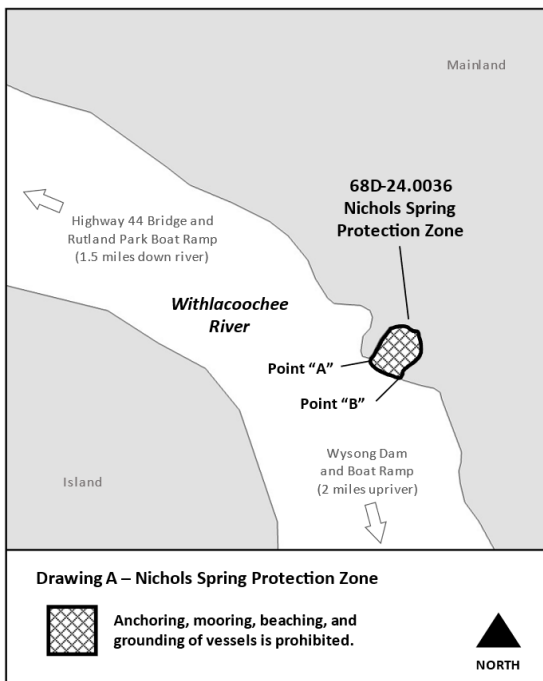 Mainland
68D-24.0036
Nichols Spring
Protection Zone
Highway 44 Bridge and
Rutland Park Boat Ramp
(1.5 miles down river)
Withlacoochee
River
Point “A”
Point “B”
Wysong Dam
and Boat Ramp
(2 miles upriver)
Island
Drawing A – Nichols Spring Protection Zone
Anchoring, mooring, beaching, and
grounding of vessels is prohibited.
NORTH